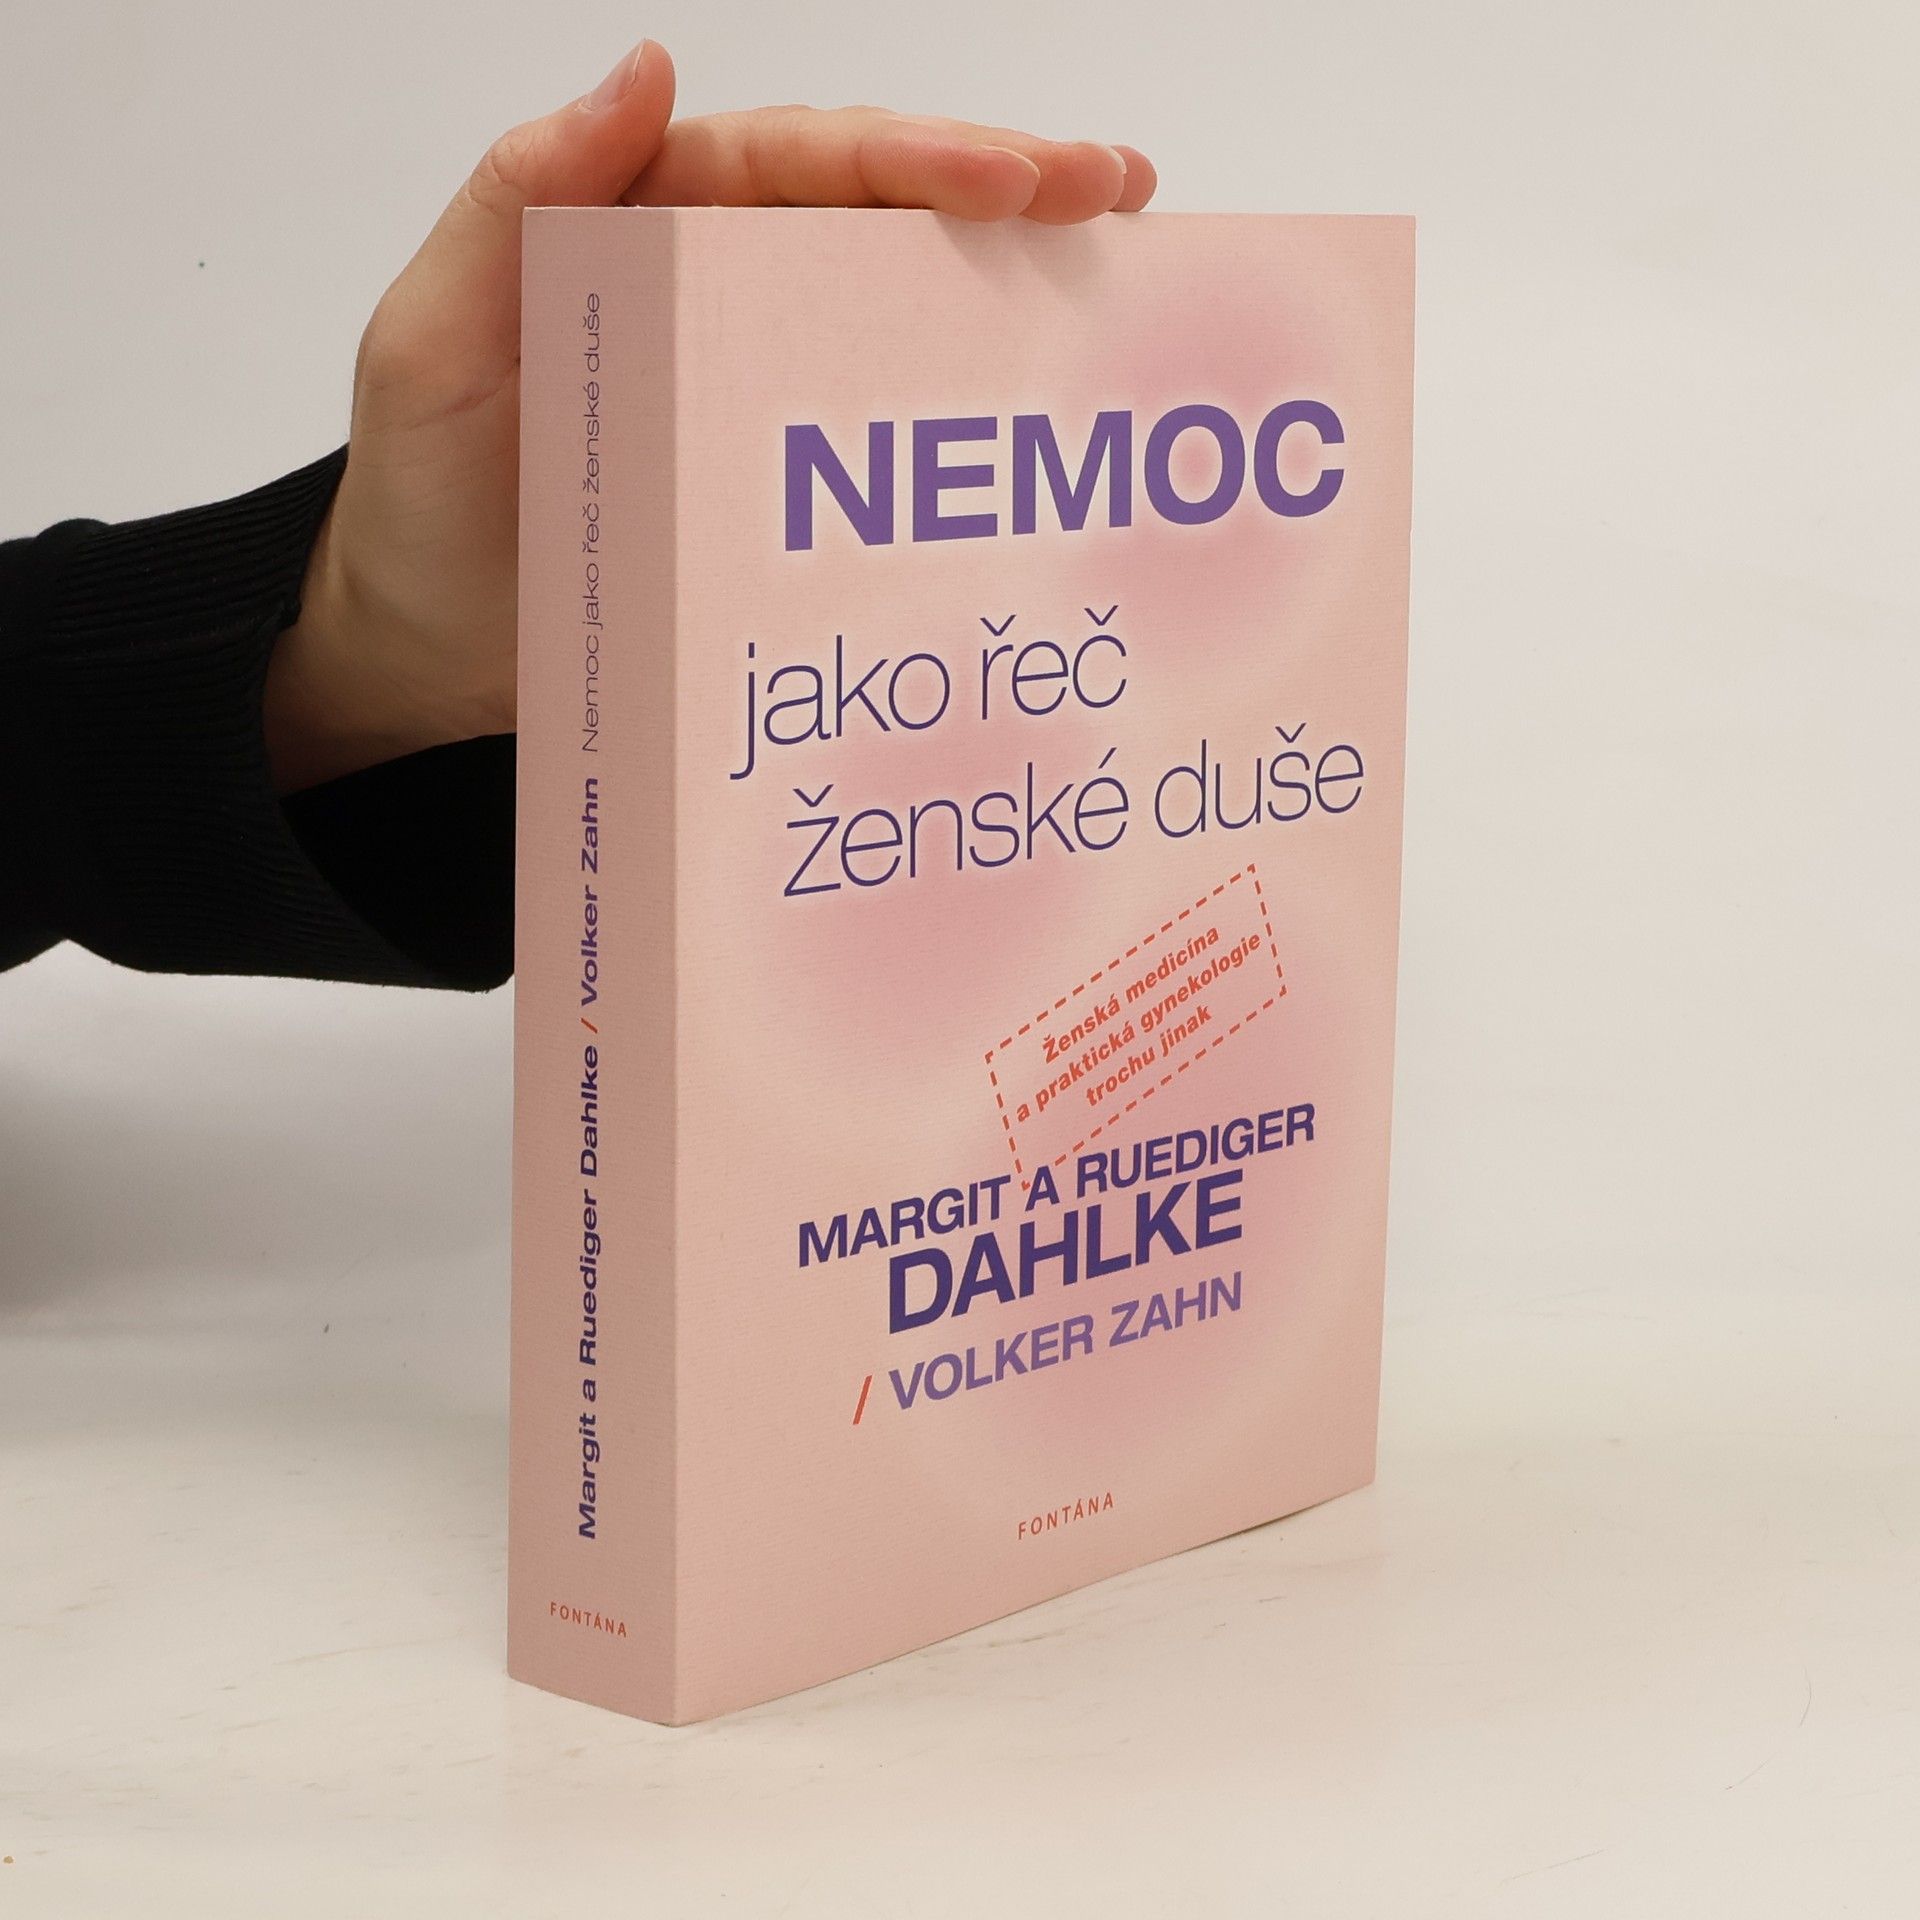 Margit a Ruediger Dahlke / Volker Zahn Nemoc jako řeč ženské duše
FONTÁNA
NEMOC
jako řeč
ženské duše
Ženská medicína
a praktická gynekologie
trochu jinak
MARGIT A RUEDIGER
DAHLKE
/ VOLKER ZAHN
FONTÁNA